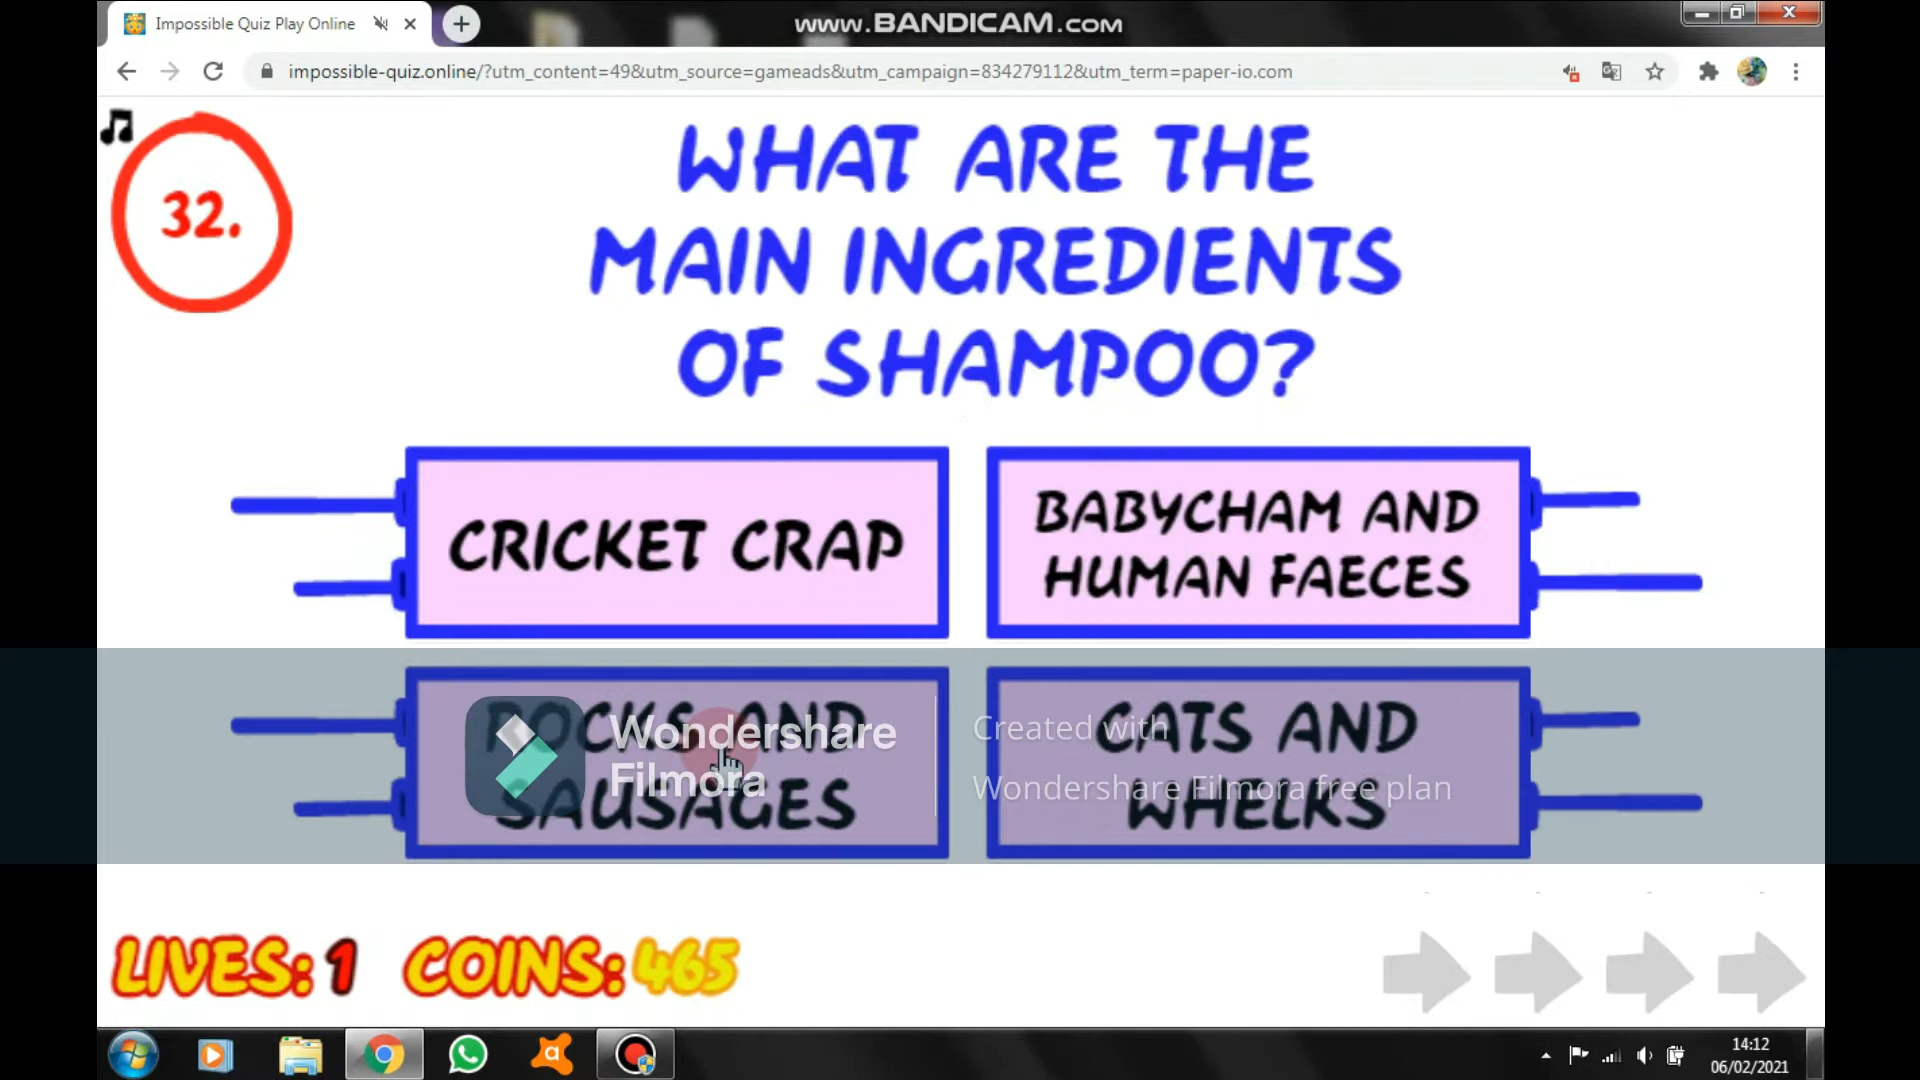 Impossible Quiz Play Online
www.BANDICAM.com
impossible-quiz.online/?utm_content=49&utm_source=gameads&utm_campaign=834279112&utm_term=paper-io.com
32.
WHAT ARE THE
MAIN INGREDIENTS
OF SHAMPOO?
CRICKET CRAP
BABYCHAM AND
HUMAN FAECES
ROCKS AND
SAUSAGES
CATS AND
WHELKS
Wondershare
Filmora
Created with
Wondershare Filmora free plan
LIVES: 1
COINS: 465
14:12
06/02/2021